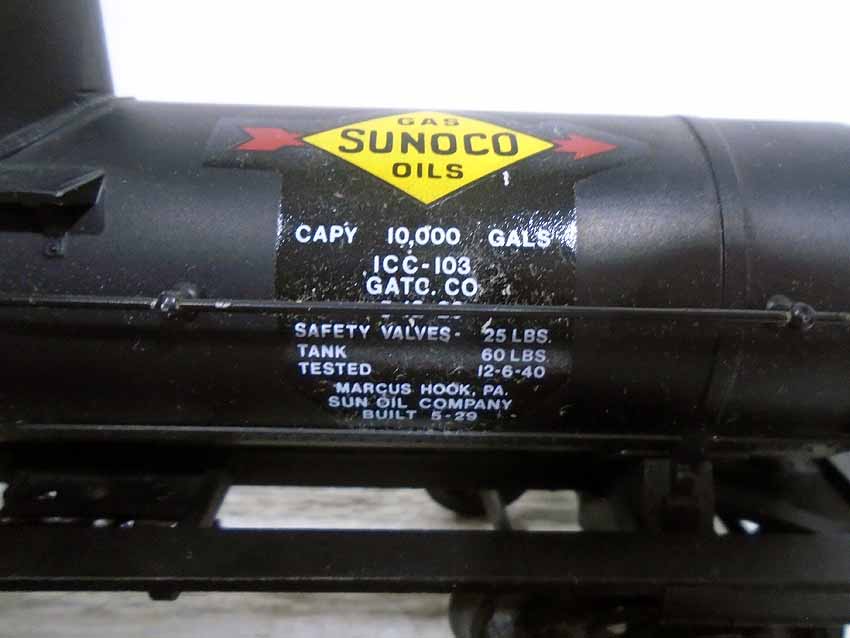 GAS
SUNOCO
OILS
CAPY 10,000 GALS
ICC-103
GATC. CO
SAFETY VALVES- 25 LBS.
TANK 60 LBS.
TESTED 12-6-40
MARCUS HOOK, PA.
SUN OIL COMPANY
BUILT 5-29